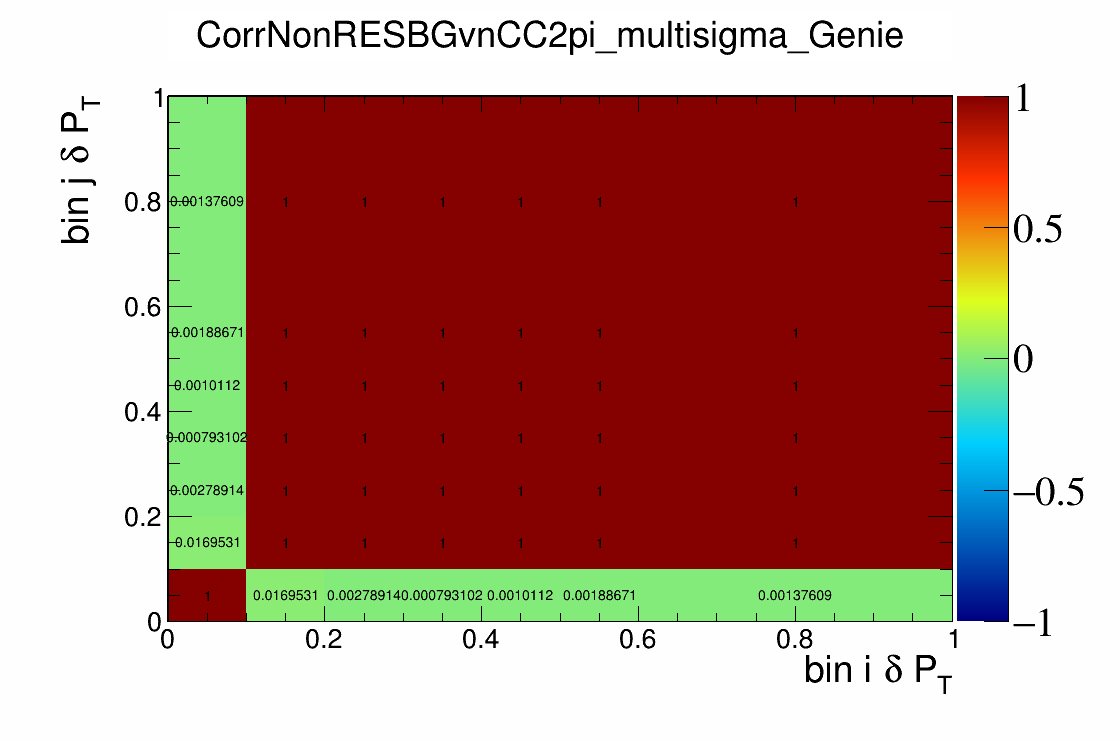 CorrNonRESBGvnCC2pi_multisigma_Genie
bin j δ P_T
1
0.8
0.6
0.4
0.2
0
0.00137609 1 1 1 1 1 1
0.00188671 1 1 1 1 1 1
0.0010112 1 1 1 1 1 1
0.000793102 1 1 1 1 1 1
0.00278914 1 1 1 1 1 1
0.0169531 1 1 1 1 1 1
1 0.0169531 0.00278914 0.000793102 0.0010112 0.00188671 0.00137609
0 0.2 0.4 0.6 0.8 1
bin i δ P_T
1
0.5
0
−0.5
−1